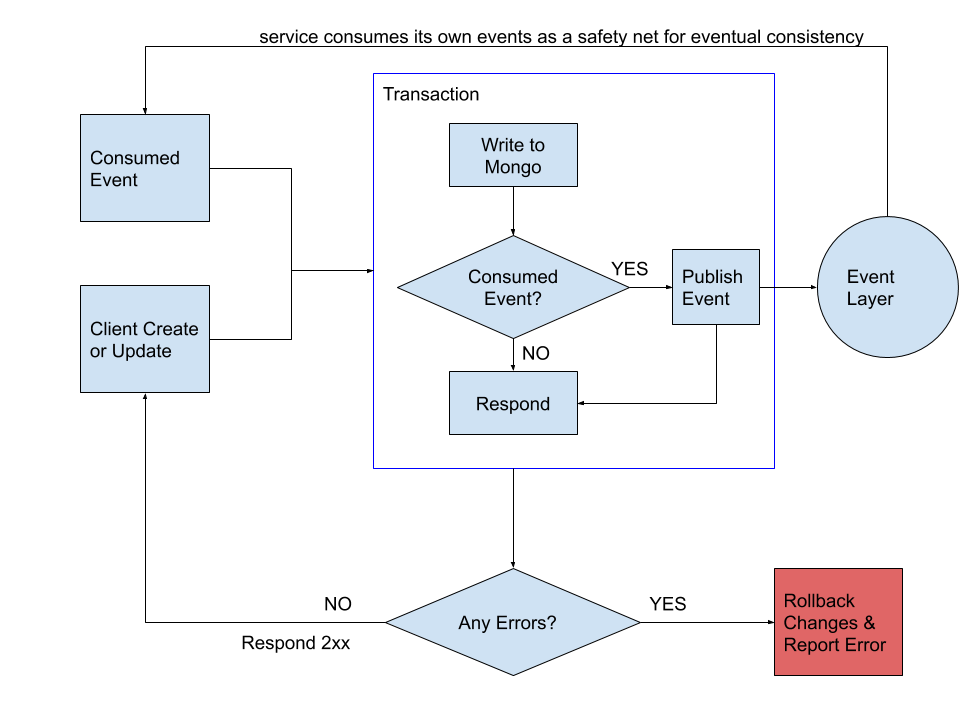 service consumes its own events as a safety net for eventual consistency
Transaction
Consumed
Event
Write to
Mongo
Client Create
or Update
Consumed
Event?
YES
Publish
Event
Event
Layer
NO
Respond
Any Errors?
NO
Respond 2xx
YES
Rollback
Changes &
Report Error